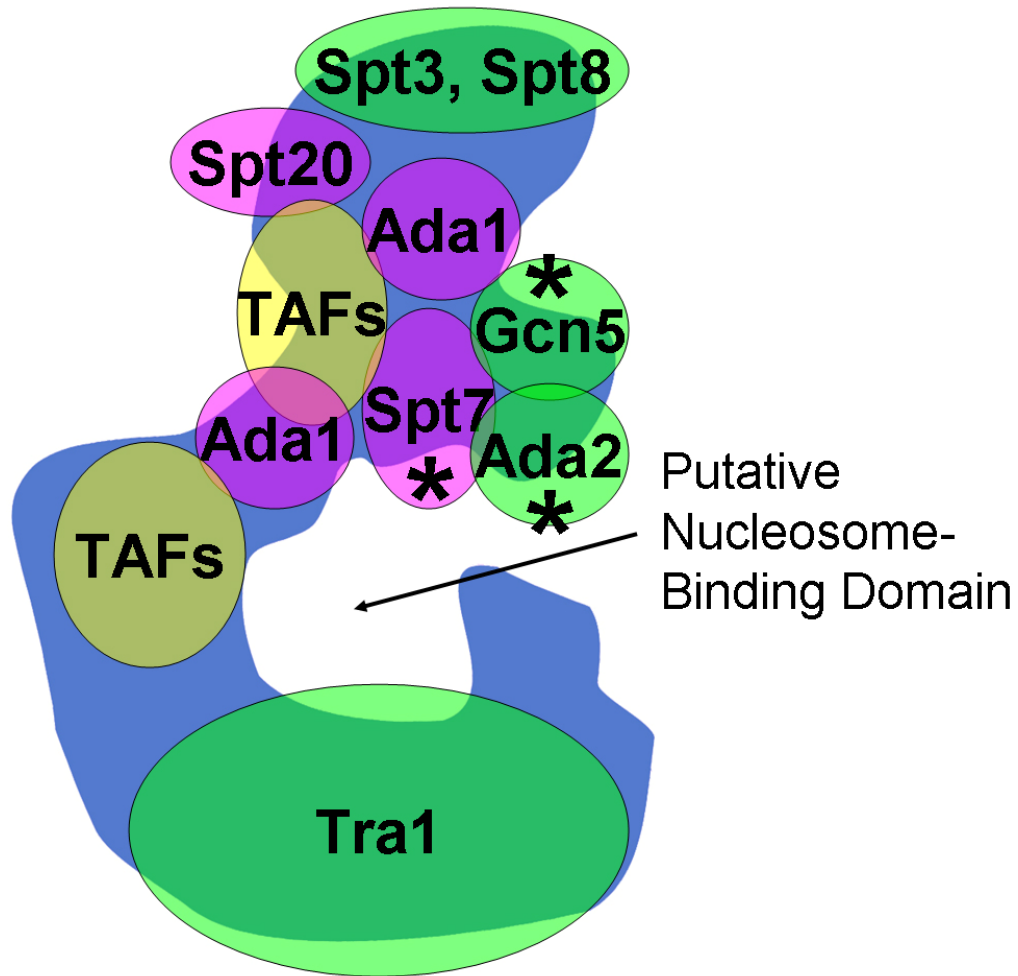 Spt3, Spt8
Spt20
Ada1
TAFs
*
Gcn5
Spt7
*
Ada1
Ada2
*
TAFs
Putative
Nucleosome-
Binding Domain
Tra1